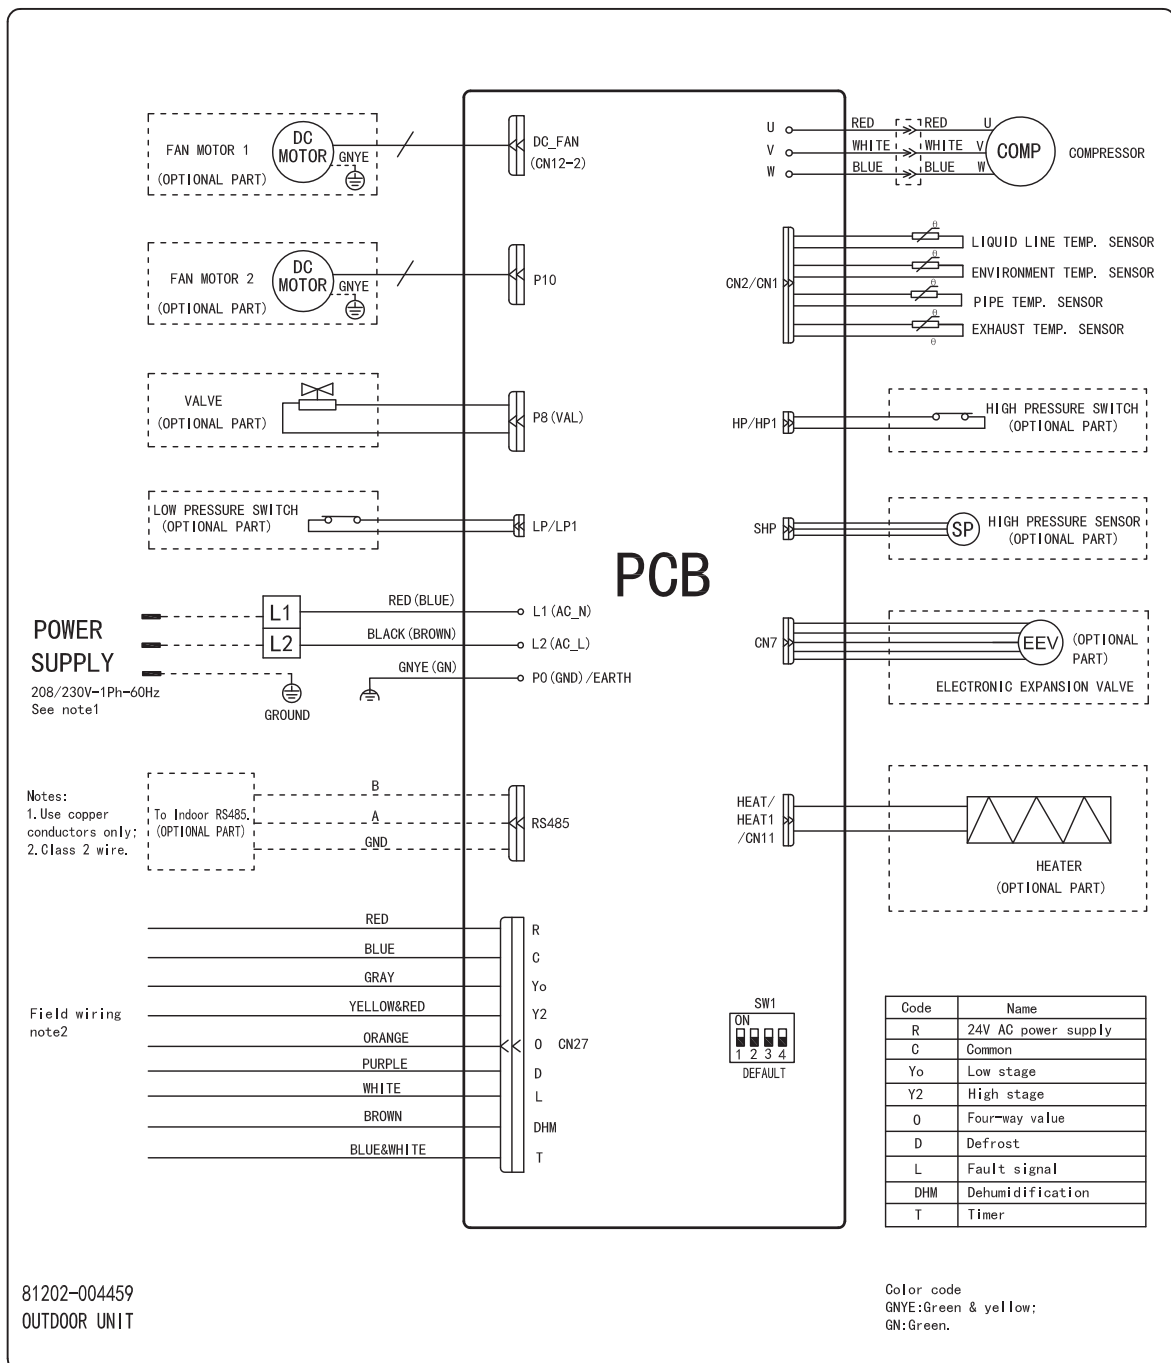 FAN MOTOR 1
(OPTIONAL PART)
DC
MOTOR
GNYE
DC_FAN
(CN12-2)
FAN MOTOR 2
(OPTIONAL PART)
DC
MOTOR
GNYE
P10
VALVE
(OPTIONAL PART)
P8(VAL)
LOW PRESSURE SWITCH
(OPTIONAL PART)
LP/LP1
POWER
SUPPLY
208/230V-1Ph-60Hz
See note1
L1
L2
RED(BLUE)
BLACK(BROWN)
GNYE(GN)
GROUND
L1(AC_N)
L2(AC_L)
PO(GND)/EARTH
Notes:
1.Use copper
conductors only;
2.Class 2 wire.
To Indoor RS485.
(OPTIONAL PART)
B
A
GND
RS485
Field wiring
note2
RED
BLUE
GRAY
YELLOW&RED
ORANGE
PURPLE
WHITE
BROWN
BLUE&WHITE
R
C
Yo
Y2
O CN27
D
L
DHM
T
PCB
U
V
W
RED
WHITE
BLUE
RED
WHITE
BLUE
U
V
W
COMP
COMPRESSOR
CN2/CN1
θ
LIQUID LINE TEMP. SENSOR
θ
ENVIRONMENT TEMP. SENSOR
θ
PIPE TEMP. SENSOR
θ
EXHAUST TEMP. SENSOR
θ
HP/HP1
HIGH PRESSURE SWITCH
(OPTIONAL PART)
SHP
SP
HIGH PRESSURE SENSOR
(OPTIONAL PART)
CN7
EEV
(OPTIONAL
PART)
ELECTRONIC EXPANSION VALVE
HEAT/
HEAT1
/CN11
HEATER
(OPTIONAL PART)
SW1
ON
1 2 3 4
DEFAULT
Code Name
R 24V AC power supply
C Common
Yo Low stage
Y2 High stage
O Four-way value
D Defrost
L Fault signal
DHM Dehumidification
T Timer
81202-004459
OUTDOOR UNIT
Color code
GNYE:Green & yellow;
GN:Green.